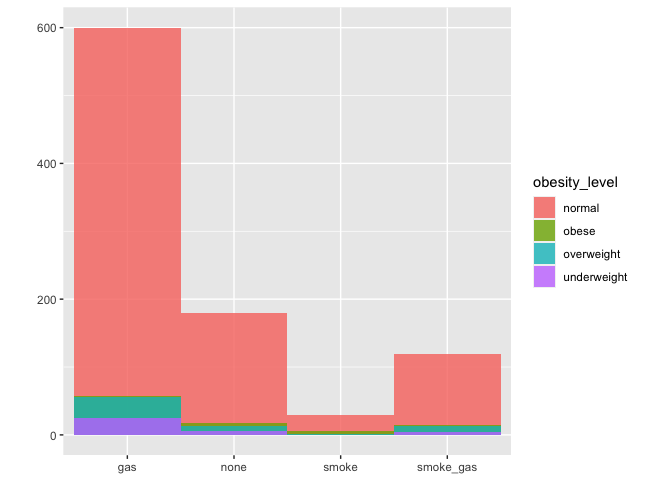 600
400
200
0
gas none smoke smoke_gas
obesity_level
normal
obese
overweight
underweight